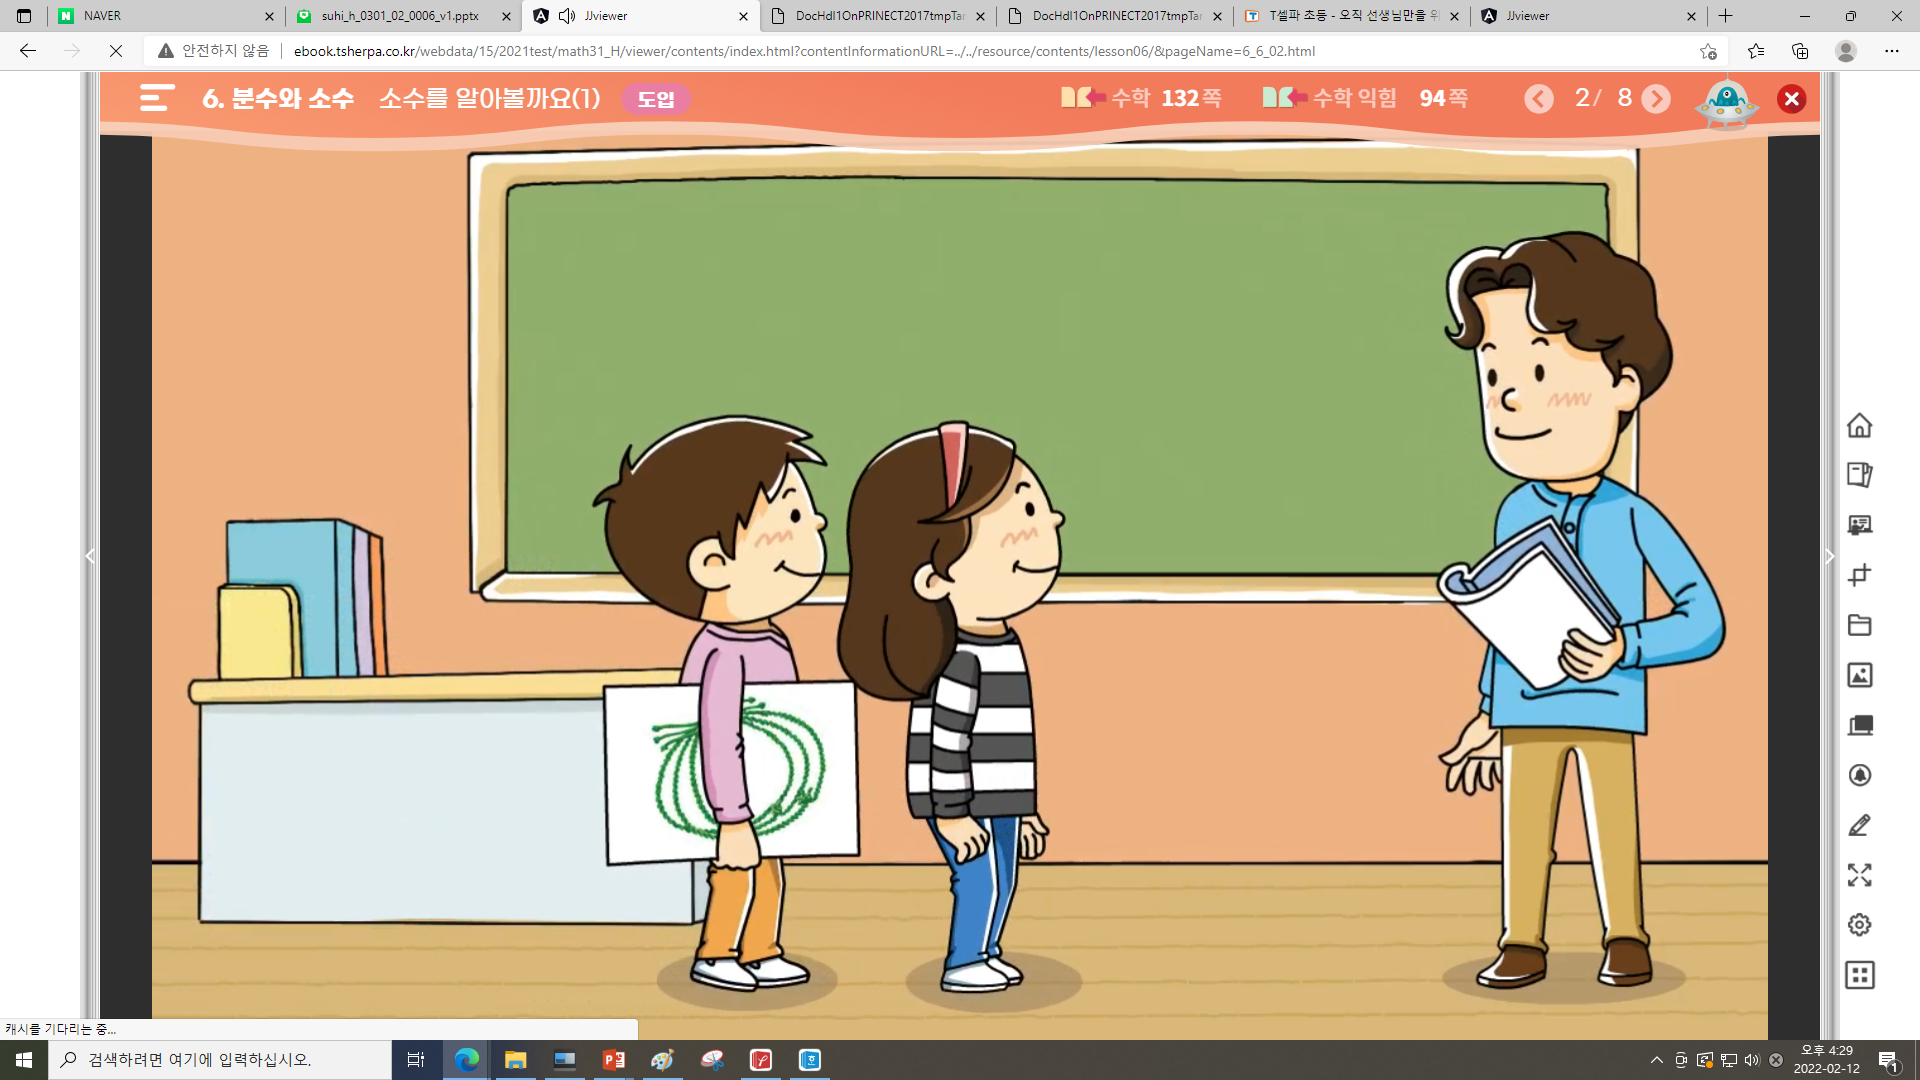 NAVER
suhi_h_0301_02_0006_v1.pptx
JJviewer
DocHdl1OnPRINECT2017tmpTar
DocHdl1OnPRINECT2017tmpTar
T셀파 초등 - 오직 선생님만을 위
JJviewer
안전하지 않음
ebook.tsherpa.co.kr/webdata/15/2021test/math31_H/viewer/contents/index.html?contentInformationURL=../../resource/contents/lesson06/&pageName=6_6_02.html
6. 분수와 소수 소수를 알아볼까요(1) 도입 수학 132쪽 수학 익힘 94쪽 2/ 8
캐시를 기다리는 중...
검색하려면 여기에 입력하십시오.
오후 4:29
2022-02-12
1